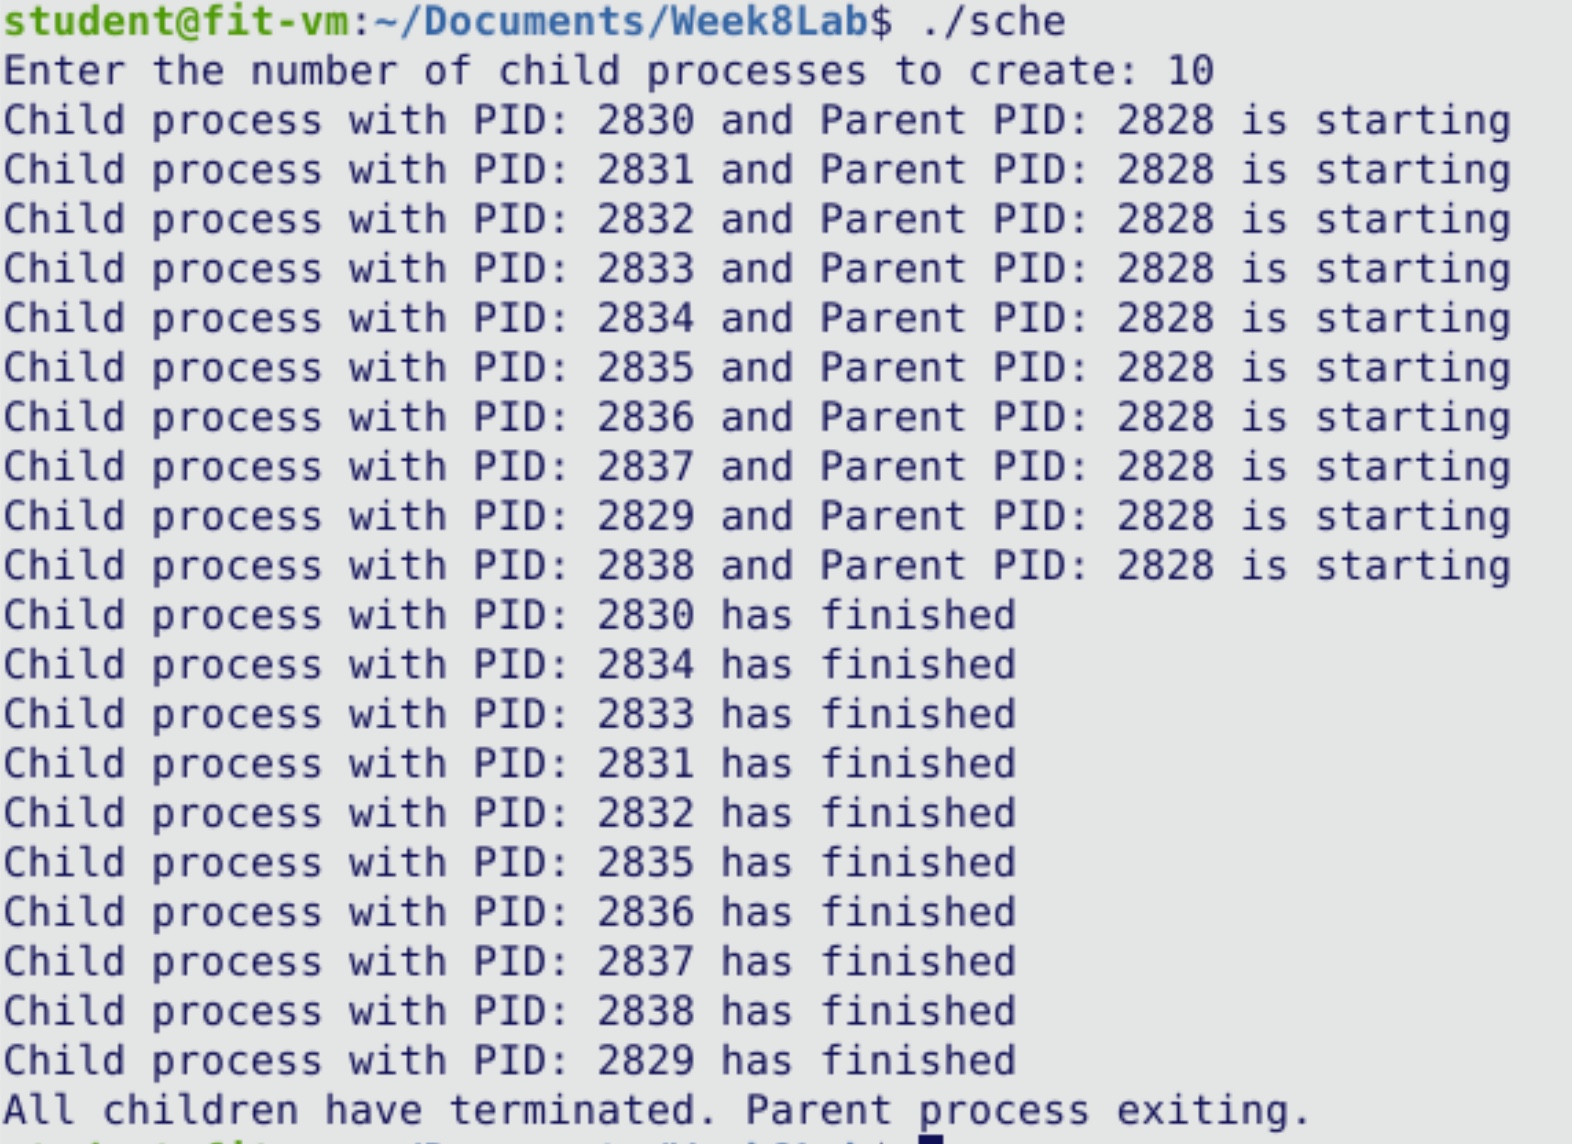 student@fit-vm:~/Documents/Week8Lab$ ./sche
Enter the number of child processes to create: 10
Child process with PID: 2830 and Parent PID: 2828 is starting
Child process with PID: 2831 and Parent PID: 2828 is starting
Child process with PID: 2832 and Parent PID: 2828 is starting
Child process with PID: 2833 and Parent PID: 2828 is starting
Child process with PID: 2834 and Parent PID: 2828 is starting
Child process with PID: 2835 and Parent PID: 2828 is starting
Child process with PID: 2836 and Parent PID: 2828 is starting
Child process with PID: 2837 and Parent PID: 2828 is starting
Child process with PID: 2829 and Parent PID: 2828 is starting
Child process with PID: 2838 and Parent PID: 2828 is starting
Child process with PID: 2830 has finished
Child process with PID: 2834 has finished
Child process with PID: 2833 has finished
Child process with PID: 2831 has finished
Child process with PID: 2832 has finished
Child process with PID: 2835 has finished
Child process with PID: 2836 has finished
Child process with PID: 2837 has finished
Child process with PID: 2838 has finished
Child process with PID: 2829 has finished
All children have terminated. Parent process exiting.